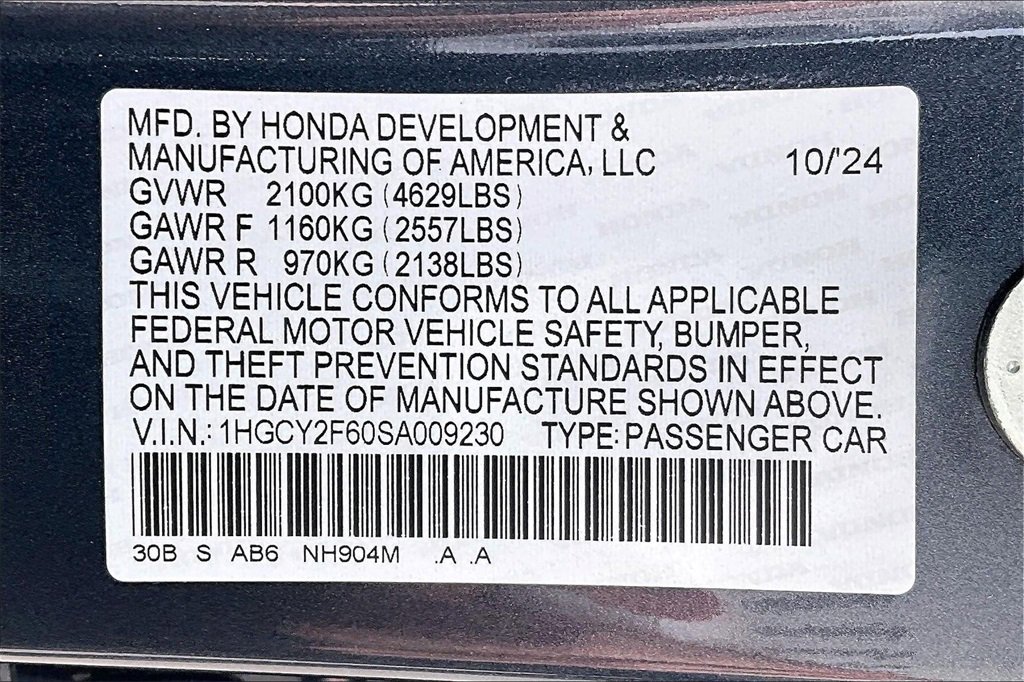 MFD. BY HONDA DEVELOPMENT &
MANUFACTURING OF AMERICA, LLC 10/'24
GVWR 2100KG (4629LBS)
GAWR F 1160KG (2557LBS)
GAWR R 970KG (2138LBS)
THIS VEHICLE CONFORMS TO ALL APPLICABLE
FEDERAL MOTOR VEHICLE SAFETY, BUMPER,
AND THEFT PREVENTION STANDARDS IN EFFECT
ON THE DATE OF MANUFACTURE SHOWN ABOVE.
V.I.N.: 1HGCY2F60SA009230 TYPE: PASSENGER CAR
30B S AB6 NH904M .A .A